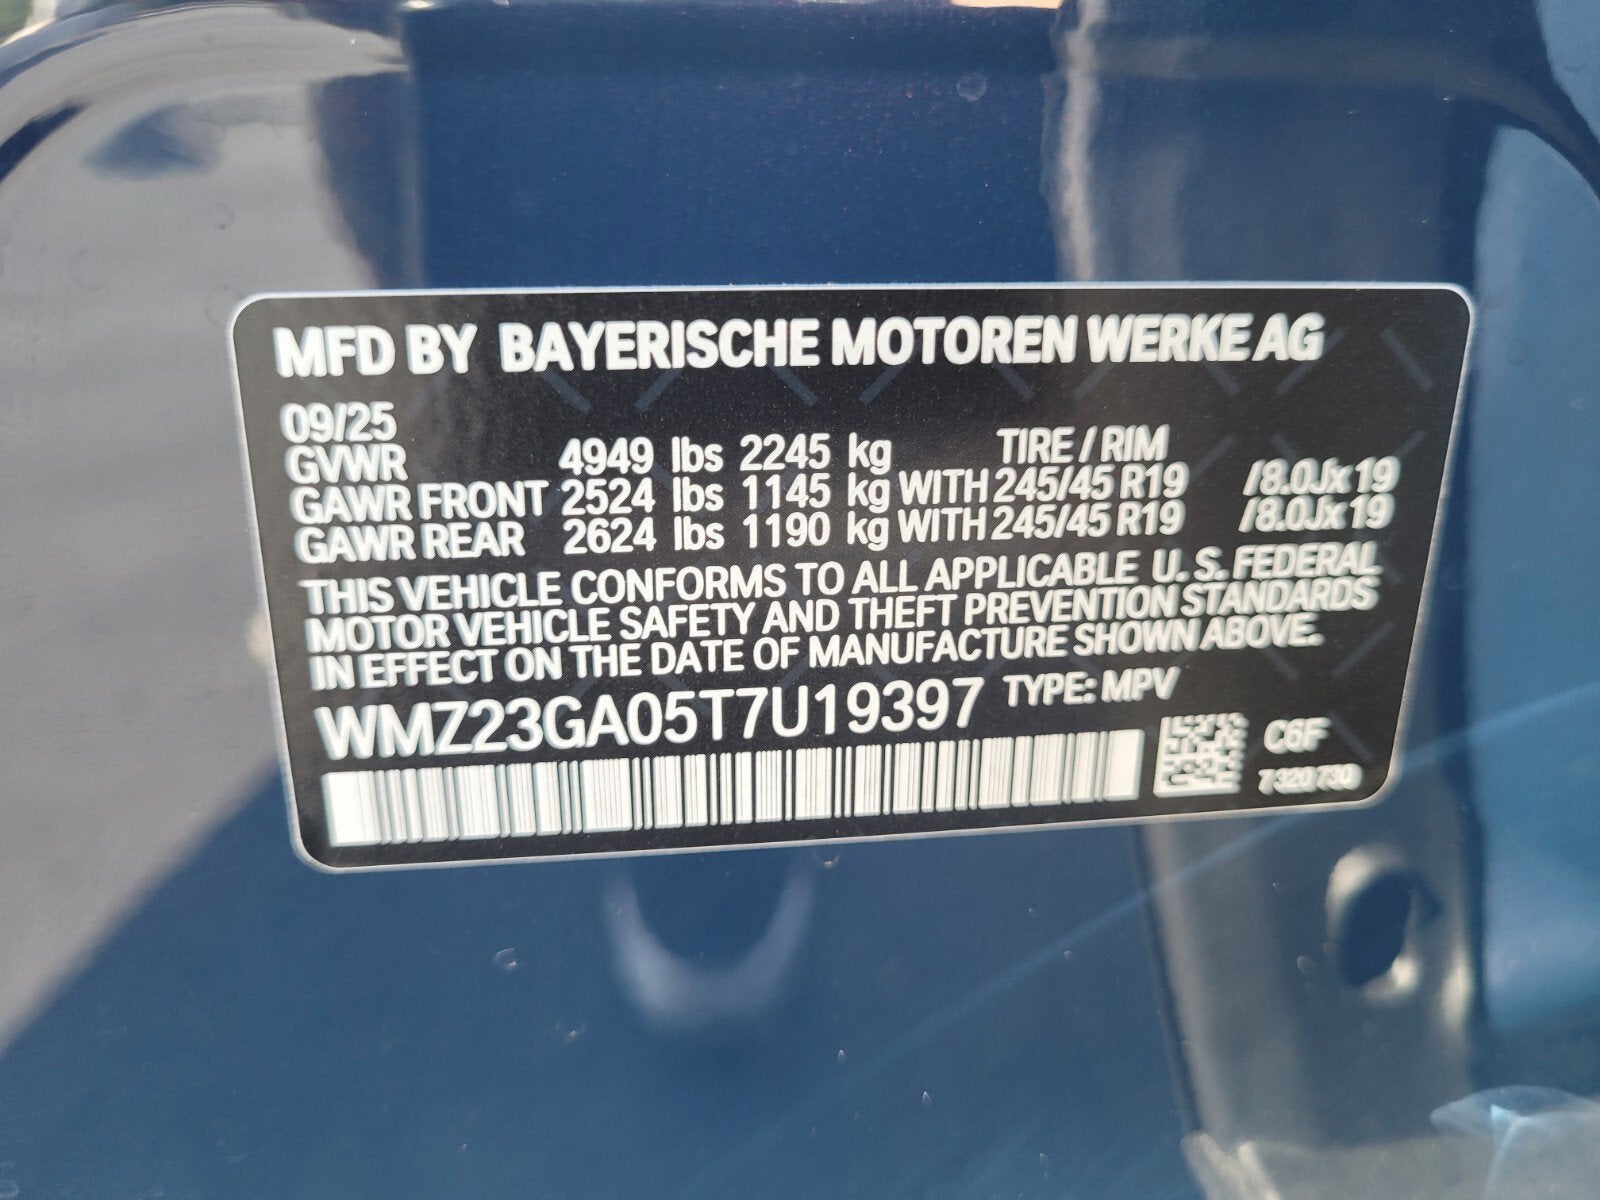 MFD BY BAYERISCHE MOTOREN WERKE AG
09/25
GVWR 4949 lbs 2245 kg TIRE / RIM
GAWR FRONT 2524 lbs 1145 kg WITH 245/45 R19 /8.0Jx19
GAWR REAR 2624 lbs 1190 kg WITH 245/45 R19 /8.0Jx19
THIS VEHICLE CONFORMS TO ALL APPLICABLE U.S. FEDERAL
MOTOR VEHICLE SAFETY AND THEFT PREVENTION STANDARDS
IN EFFECT ON THE DATE OF MANUFACTURE SHOWN ABOVE.
WMZ23GA05T7U19397 TYPE: MPV
C6F
7320730